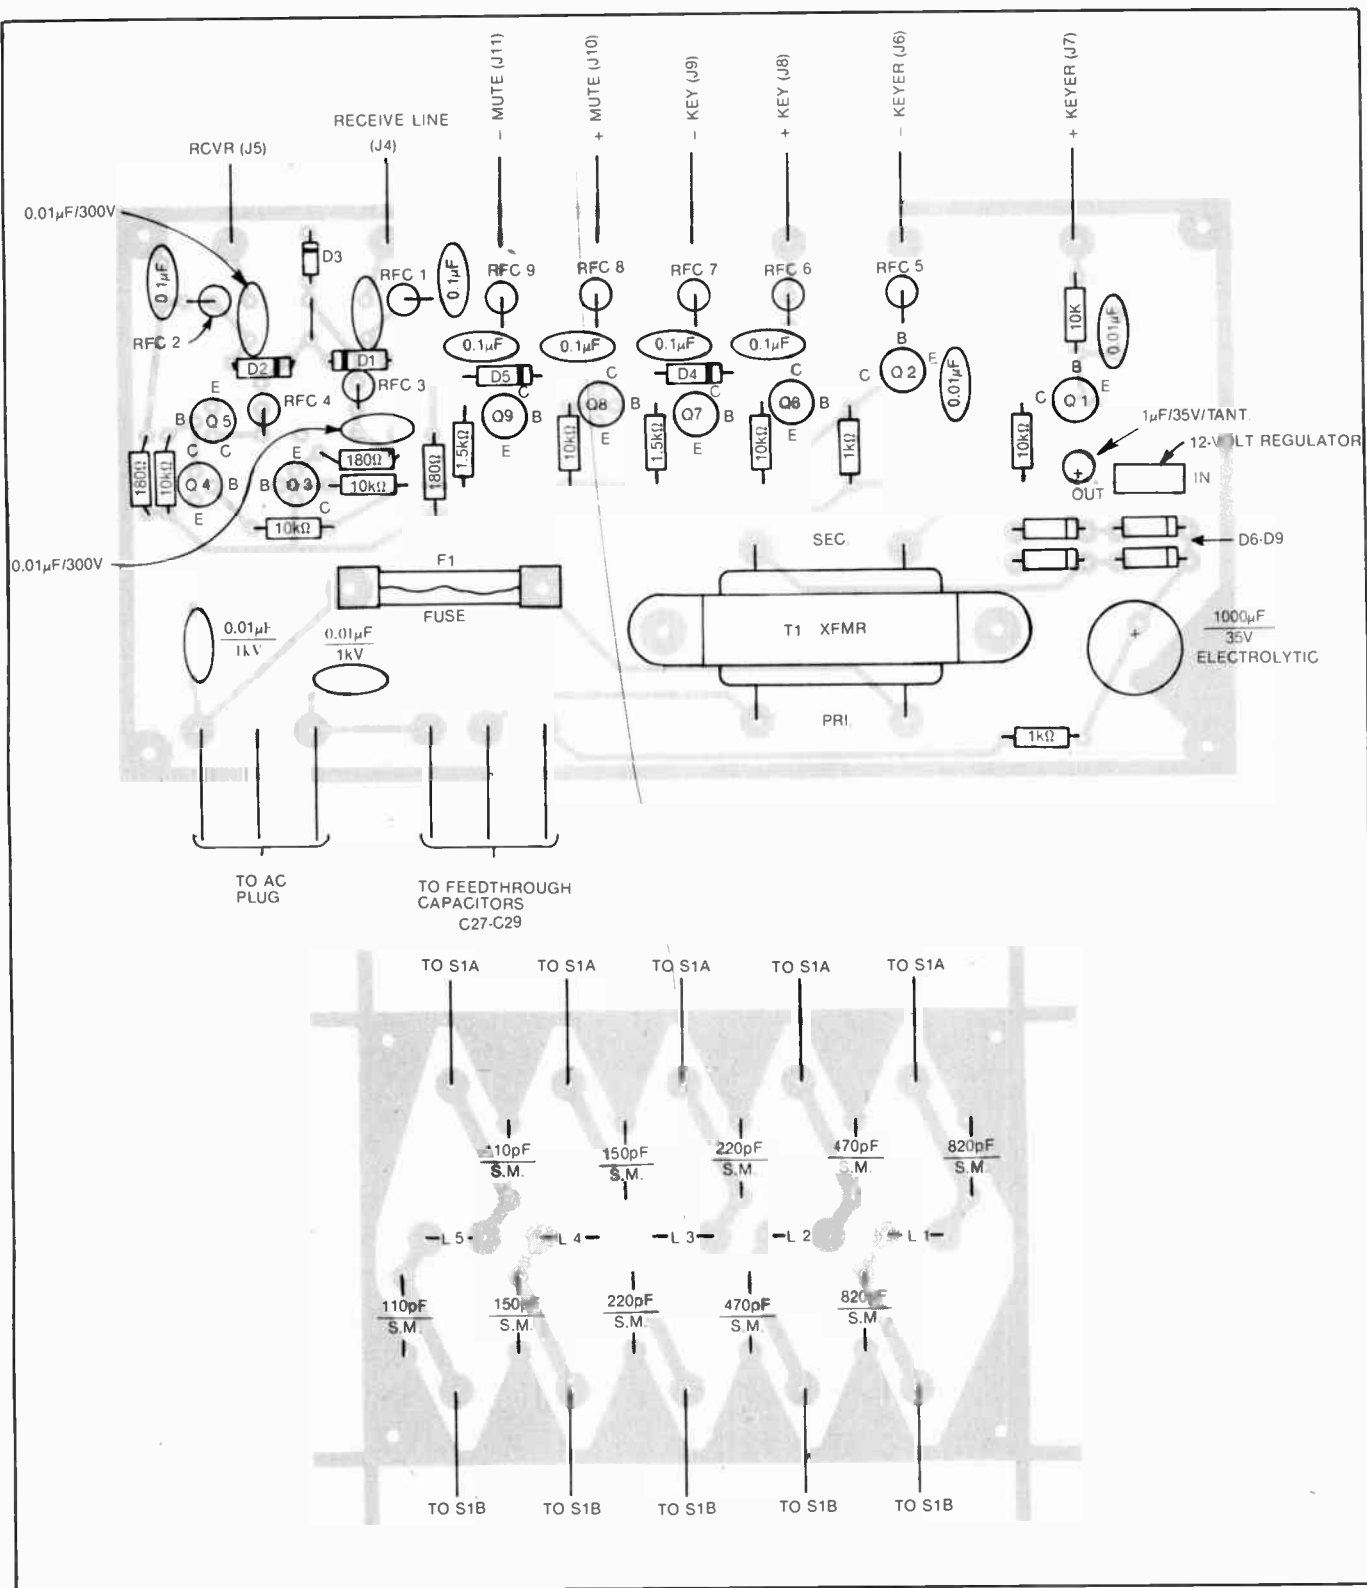 - MUTE (J11)
+ MUTE (J10)
- KEY (J9)
+ KEY (J8)
- KEYER (J6)
+ KEYER (J7)
RECEIVE LINE
(J4)
RCVR (J5)
0.01µF/300V
D3
0.1µF
RFC 1
0.1µF
RFC 9
RFC 8
RFC 7
RFC 6
RFC 5
RFC 2
10K
0.01µF
0.1µF
0.1µF
0.1µF
0.1µF
B
E
C
Q2
0.01µF
D2
D1
D5
D4
RFC 3
RFC 4
E
B
Q5
C
C
Q9
B
E
C
Q8
B
E
C
Q7
B
E
C
Q6
B
E
B
E
C
Q1
1µF/35V/TANT.
12-VOLT REGULATOR
180Ω
10kΩ
C
Q4
B
E
E
B
Q3
C
180Ω
10kΩ
10kΩ
180Ω
1.5kΩ
10kΩ
1.5kΩ
10kΩ
1kΩ
10kΩ
+
OUT
IN
D6-D9
0.01µF/300V
F1
FUSE
SEC.
T1 XFMR
PRI.
0.01µF
1kV
0.01µF
1kV
+
1000µF
35V
ELECTROLYTIC
1kΩ
TO AC
PLUG
TO FEEDTHROUGH
CAPACITORS
C27-C29
TO S1A
TO S1A
TO S1A
TO S1A
TO S1A
110pF
S.M.
150pF
S.M.
220pF
S.M.
470pF
S.M.
820pF
S.M.
L 5
L 4
L 3
L 2
L 1
110pF
S.M.
150pF
S.M.
220pF
S.M.
470pF
S.M.
820pF
S.M.
TO S1B
TO S1B
TO S1B
TO S1B
TO S1B